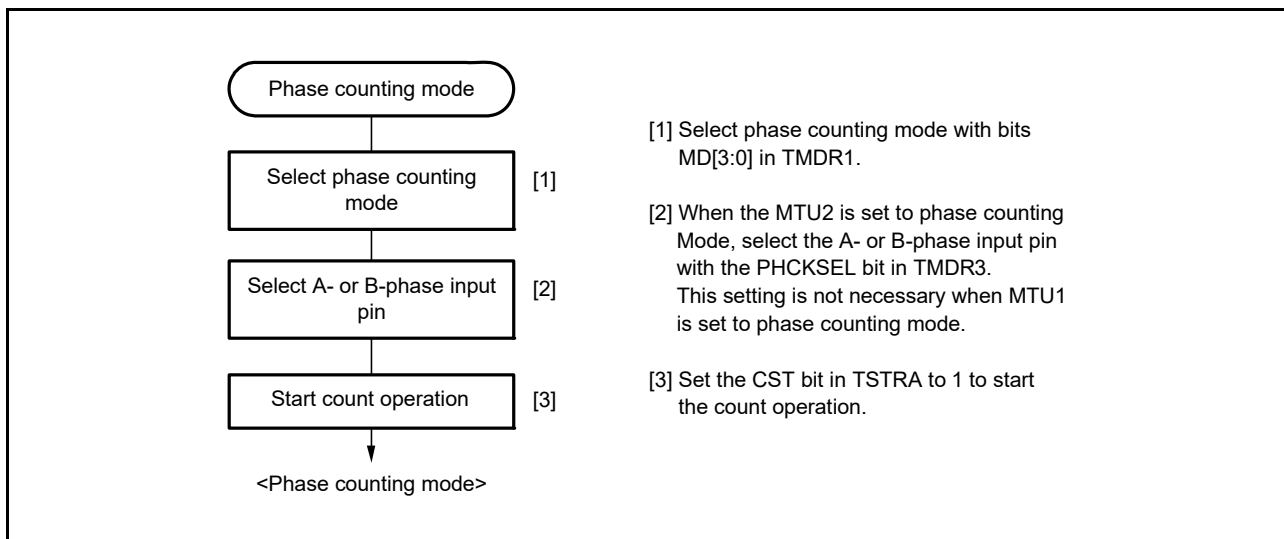 Phase counting mode
Select phase counting
mode
[1]
Select A- or B-phase input
pin
[2]
Start count operation
[3]
<Phase counting mode>
[1] Select phase counting mode with bits
MD[3:0] in TMDR1.
[2] When the MTU2 is set to phase counting
Mode, select the A- or B-phase input pin
with the PHCKSEL bit in TMDR3.
This setting is not necessary when MTU1
is set to phase counting mode.
[3] Set the CST bit in TSTRA to 1 to start
the count operation.